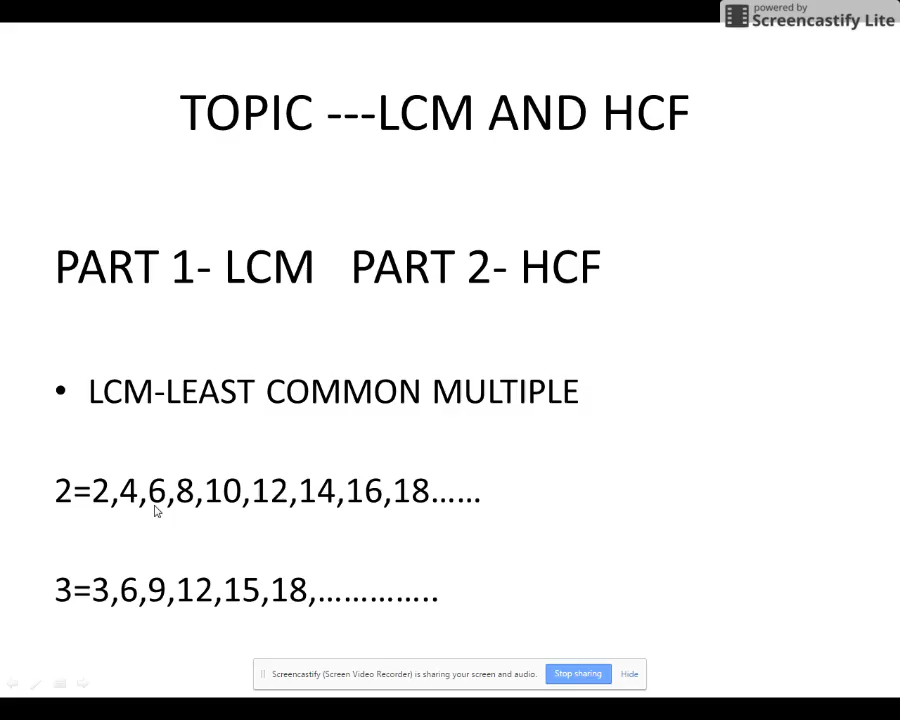 powered by
Screencastify Lite
TOPIC ---LCM AND HCF
PART 1- LCM   PART 2- HCF
• LCM-LEAST COMMON MULTIPLE
2=2,4,6,8,10,12,14,16,18……
3=3,6,9,12,15,18,…………..
Screencastify (Screen Video Recorder) is sharing your screen and audio.
Stop sharing
Hide